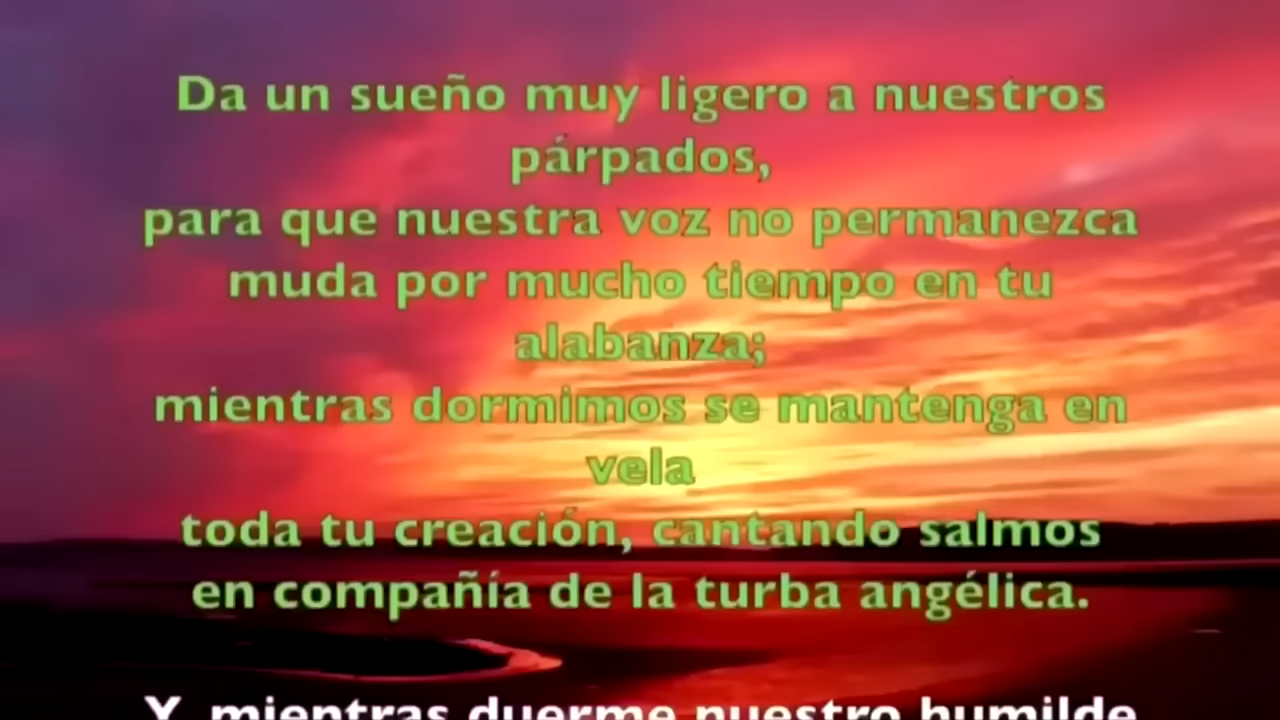 Da un sueño muy ligero a nuestros
párpados,
para que nuestra voz no permanezca
muda por mucho tiempo en tu
alabanza;
mientras dormimos se mantenga en
vela
toda tu creación, cantando salmos
en compañía de la turba angélica.
Y, mientras duerme nuestro humilde